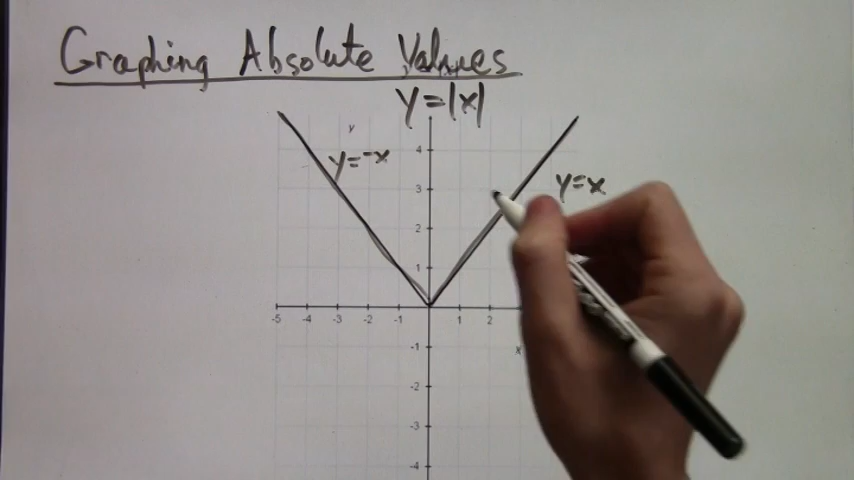 Graphing Absolute Values
y=|x|
y
y=-x
y=x
4
3
2
1
-5 -4 -3 -2 -1 1 2
x
-1
-2
-3
-4